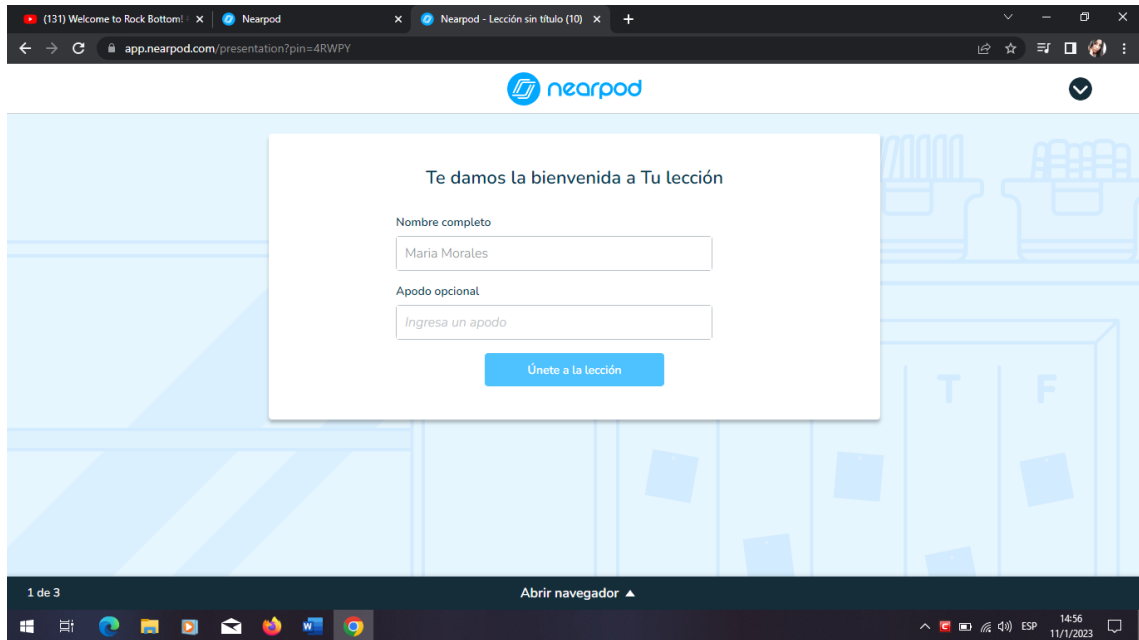 (131) Welcome to Rock Bottom!
Nearpod
Nearpod - Lección sin título (10)
app.nearpod.com/presentation?pin=4RWPY
nearpod
Te damos la bienvenida a Tu lección
Nombre completo
Maria Morales
Apodo opcional
Ingresa un apodo
Únete a la lección
T F
1 de 3
Abrir navegador
ESP
14:56
11/1/2023